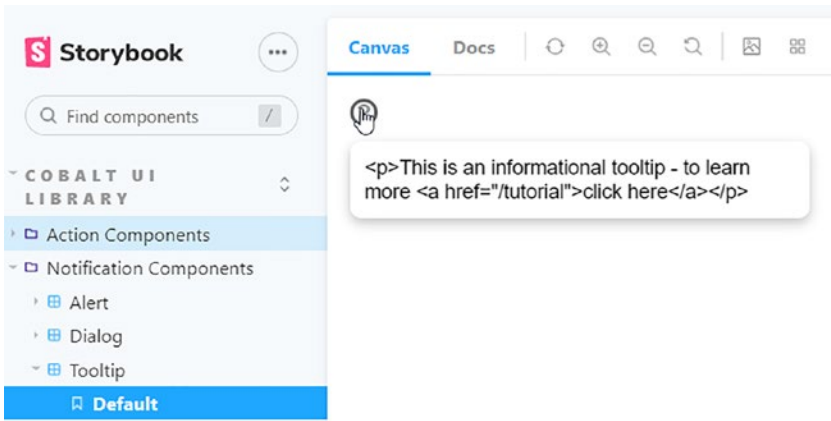 S Storybook
Canvas Docs
Find components /
<p>This is an informational tooltip - to learn
more <a href="/tutorial">click here</a></p>
COBALT UI
LIBRARY
Action Components
Notification Components
Alert
Dialog
Tooltip
Default